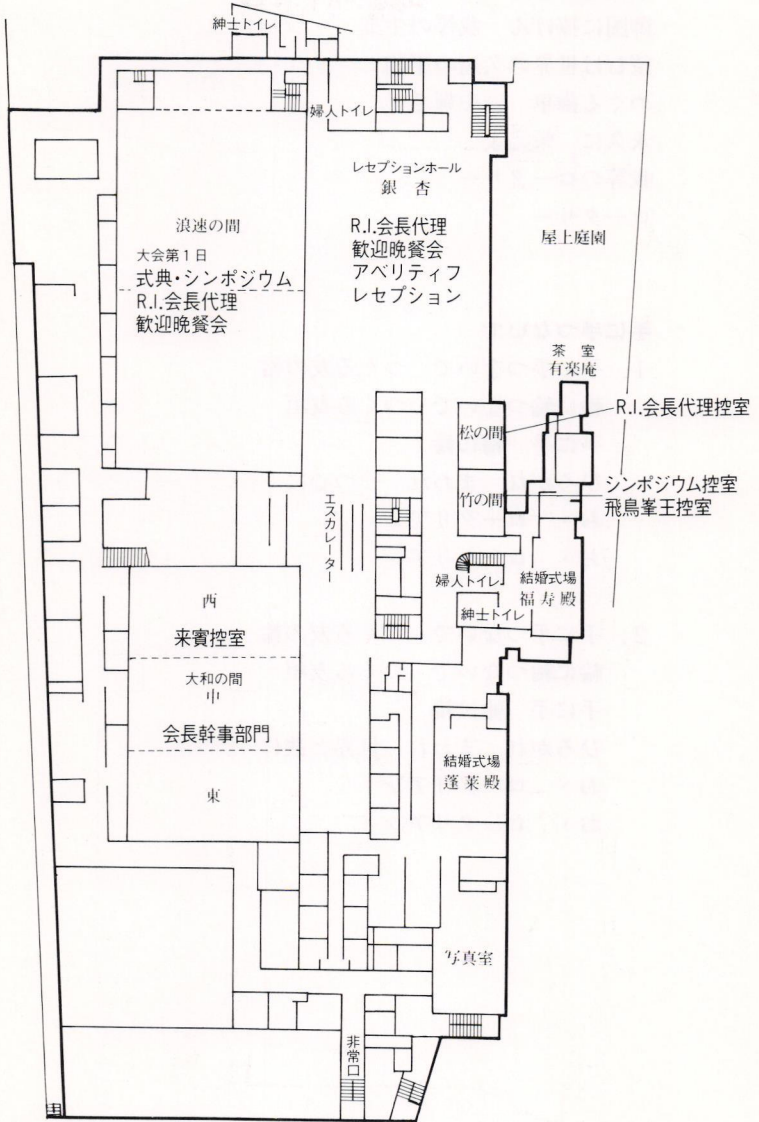 紳士トイレ
婦人トイレ
レセプションホール
銀杏
R.I.会長代理
歓迎晩餐会
アベリティフ
レセプション
浪速の間
大会第1日
式典・シンポジウム
R.I.会長代理
歓迎晩餐会
屋上庭園
茶室
有楽庵
松の間
R.I.会長代理控室
竹の間
シンポジウム控室
飛鳥峯王控室
エスカレーター
婦人トイレ
紳士トイレ
結婚式場
福寿殿
西
来賓控室
大和の間
中
会長幹事部門
東
結婚式場
蓬莱殿
写真室
非常口